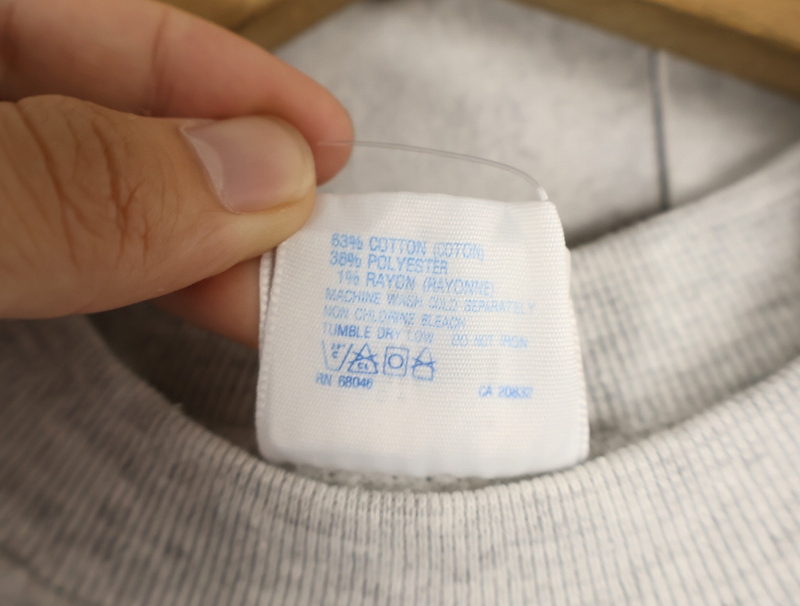 63% COTTON (COTON)
36% POLYESTER
1% RAYON (RAYONNE)
MACHINE WASH COLD SEPARATELY
NON CHLORINE BLEACH
TUMBLE DRY LOW DO NOT IRON
RN 68046
CA 20832